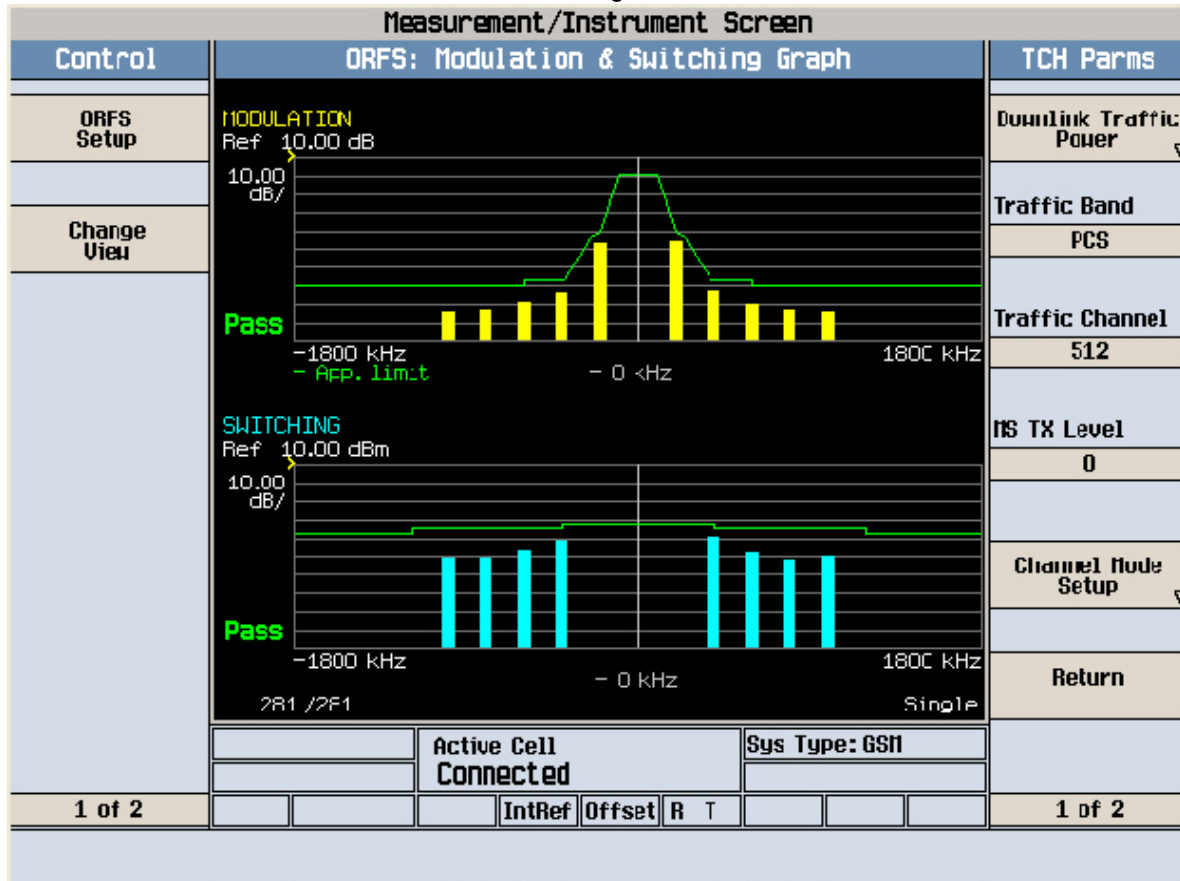 Measurement/Instrument Screen
Control
ORFS: Modulation & Switching Graph
TCH Parms
ORFS
Setup
Change
View
1 of 2
MODULATION
Ref 10.00 dB
10.00
dB/
Pass
-1800 kHz
1800 kHz
- App. limit
- 0 kHz
SWITCHING
Ref 10.00 dBm
10.00
dB/
Pass
-1800 kHz
1800 kHz
- 0 kHz
Single
Active Cell
Connected
Sys Type: GSM
IntRef
Offset
R T
Downlink Traffic
Power
Traffic Band
PCS
Traffic Channel
512
MS TX Level
0
Channel Mode
Setup
Return
1 of 2